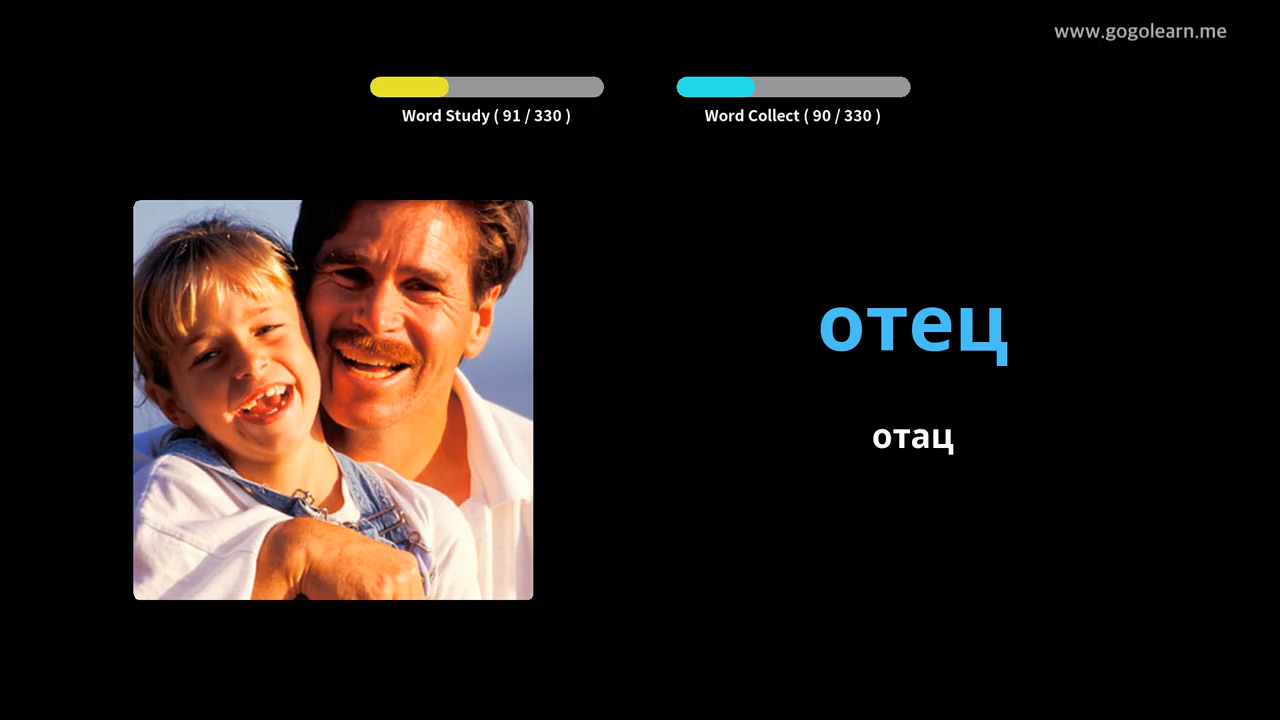 www.gogolearn.me
Word Study ( 91 / 330 )
Word Collect ( 90 / 330 )
отец
отац